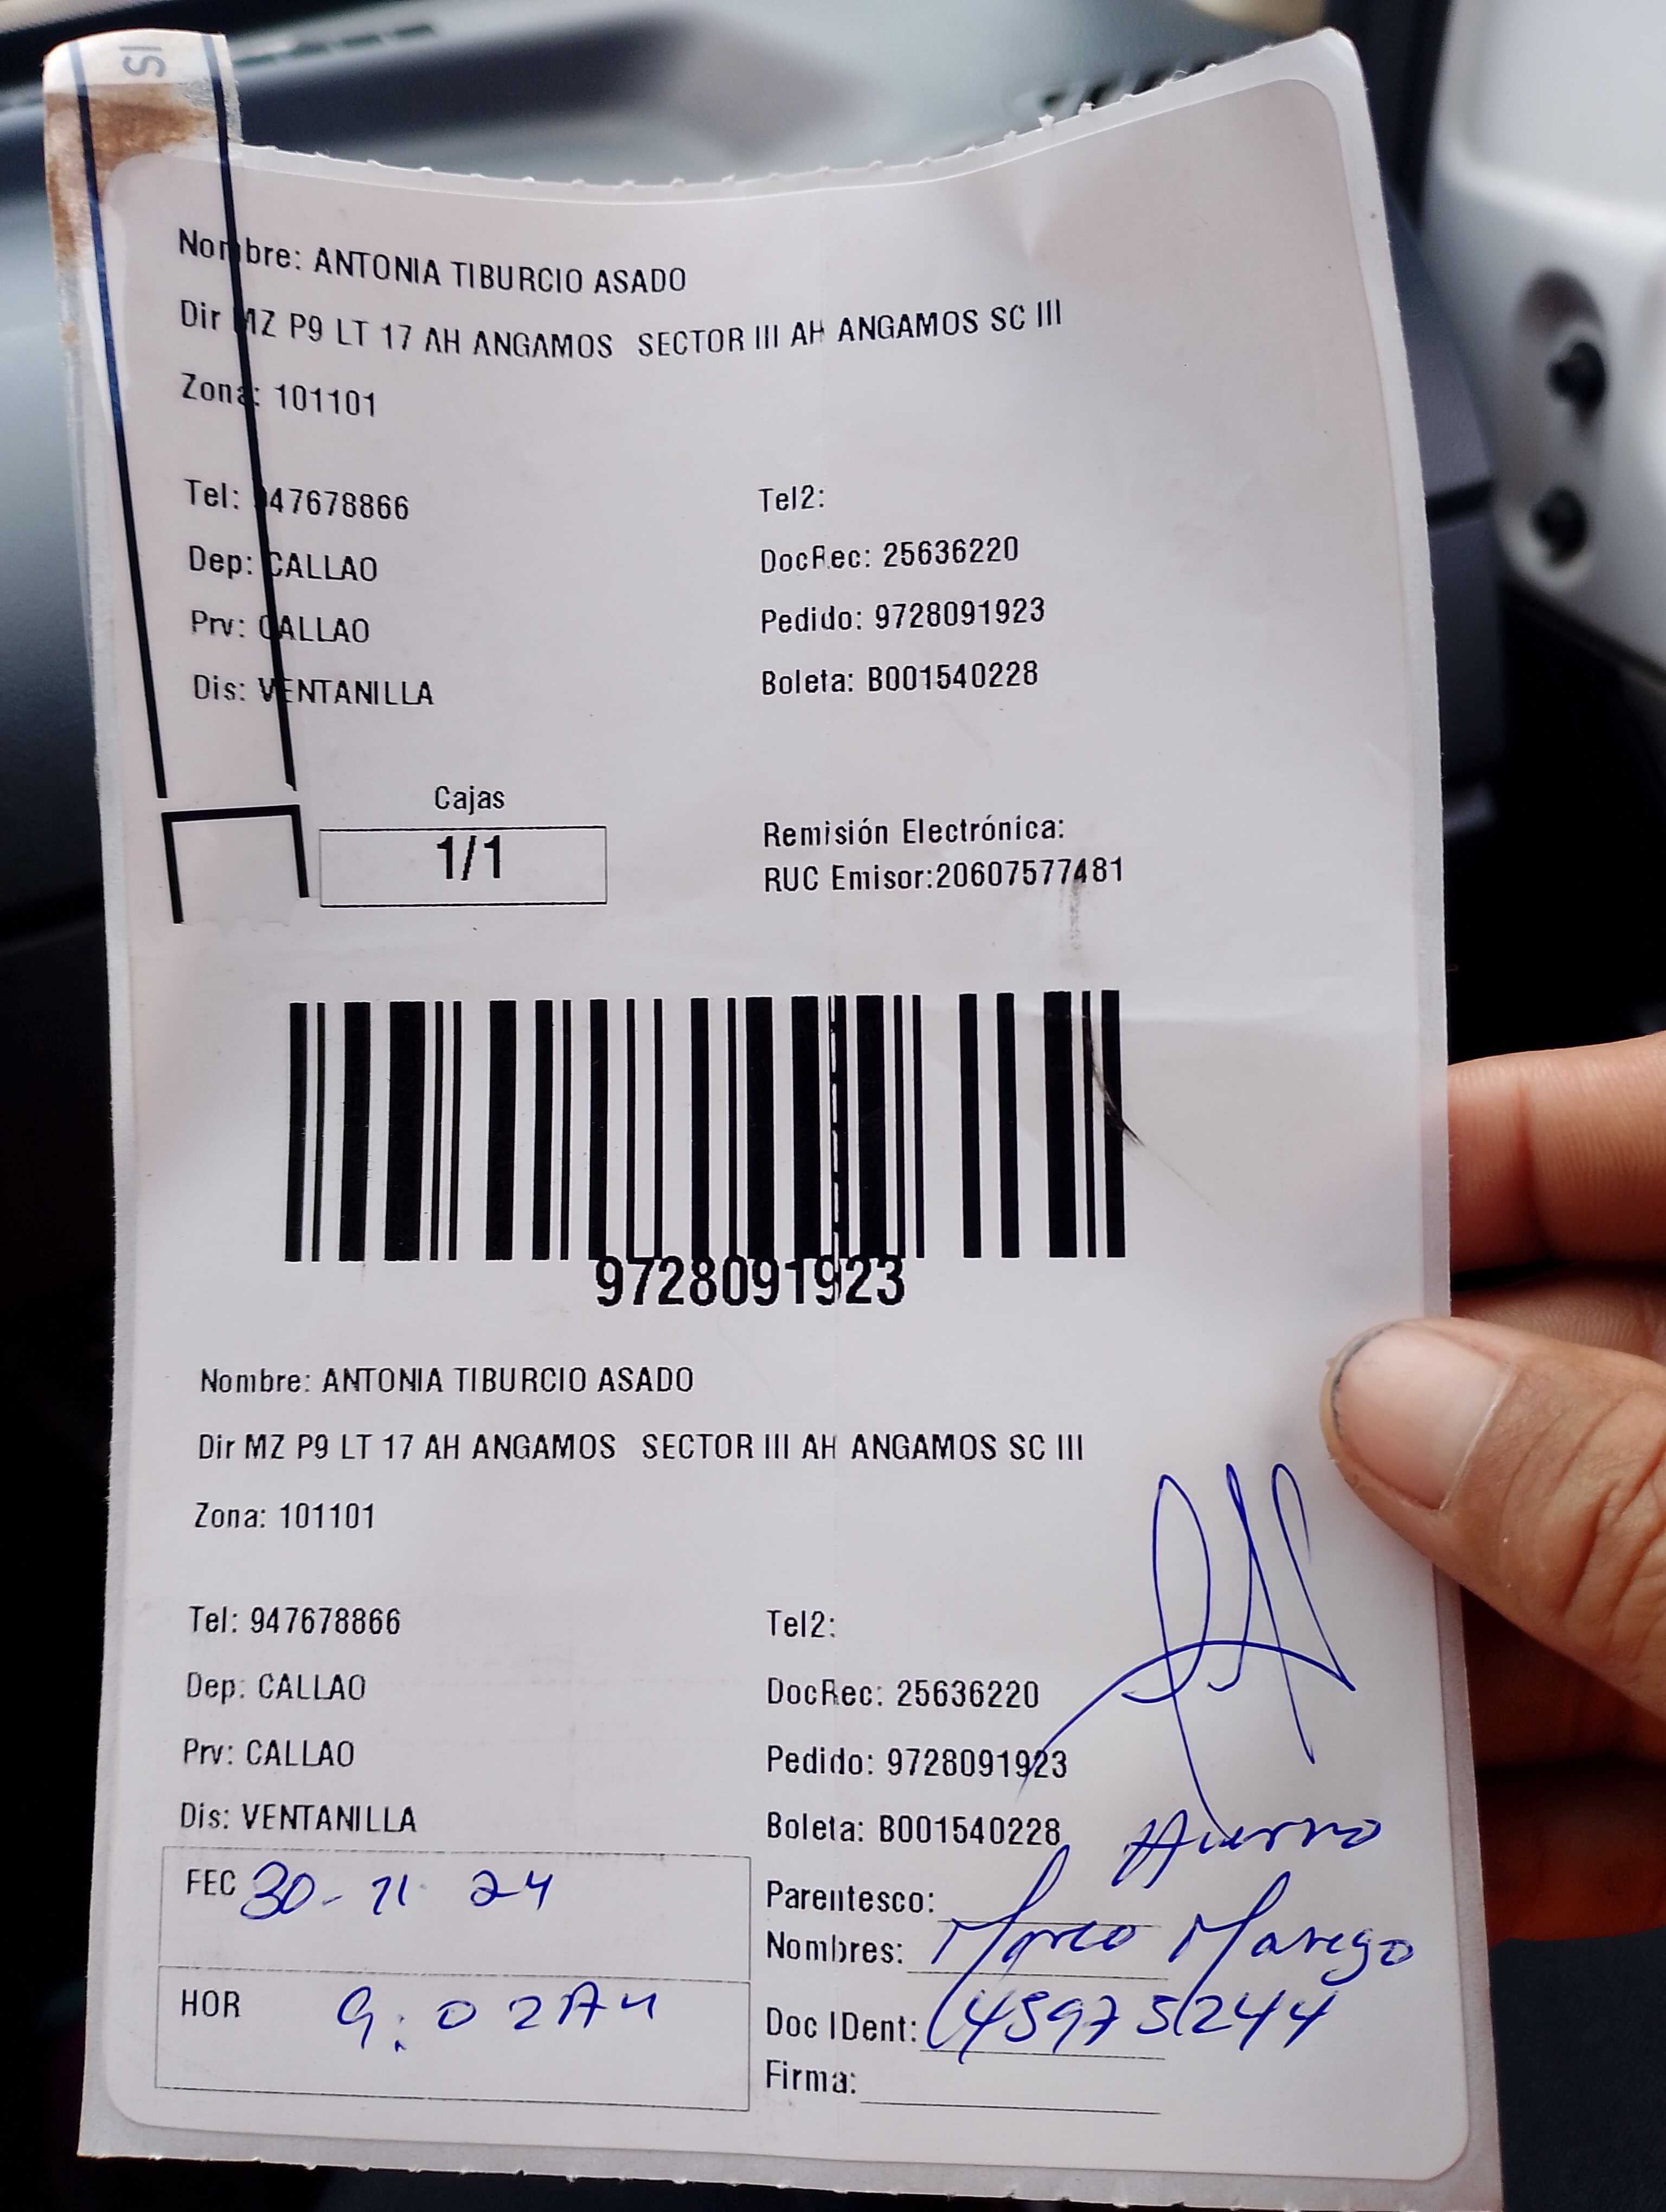 SI
Nombre: ANTONIA TIBURCIO ASADO
Dir MZ P9 LT 17 AH ANGAMOS SECTOR III AH ANGAMOS SC III
Zona: 101101
Tel: 947678866 Tel2:
Dep: CALLAO DocRec: 25636220
Prv: CALLAO Pedido: 9728091923
Dis: VENTANILLA Boleta: B001540228
Cajas
1/1
Remisión Electrónica:
RUC Emisor:20607577481
9728091923
Nombre: ANTONIA TIBURCIO ASADO
Dir MZ P9 LT 17 AH ANGAMOS SECTOR III AH ANGAMOS SC III
Zona: 101101
Tel: 947678866 Tel2:
Dep: CALLAO DocRec: 25636220
Prv: CALLAO Pedido: 9728091923
Dis: VENTANILLA Boleta: B001540228
FEC 30-11 24 Parentesco:
Nombres: Marco
HOR 9:02AM Doc IDent: 45975244
Firma: